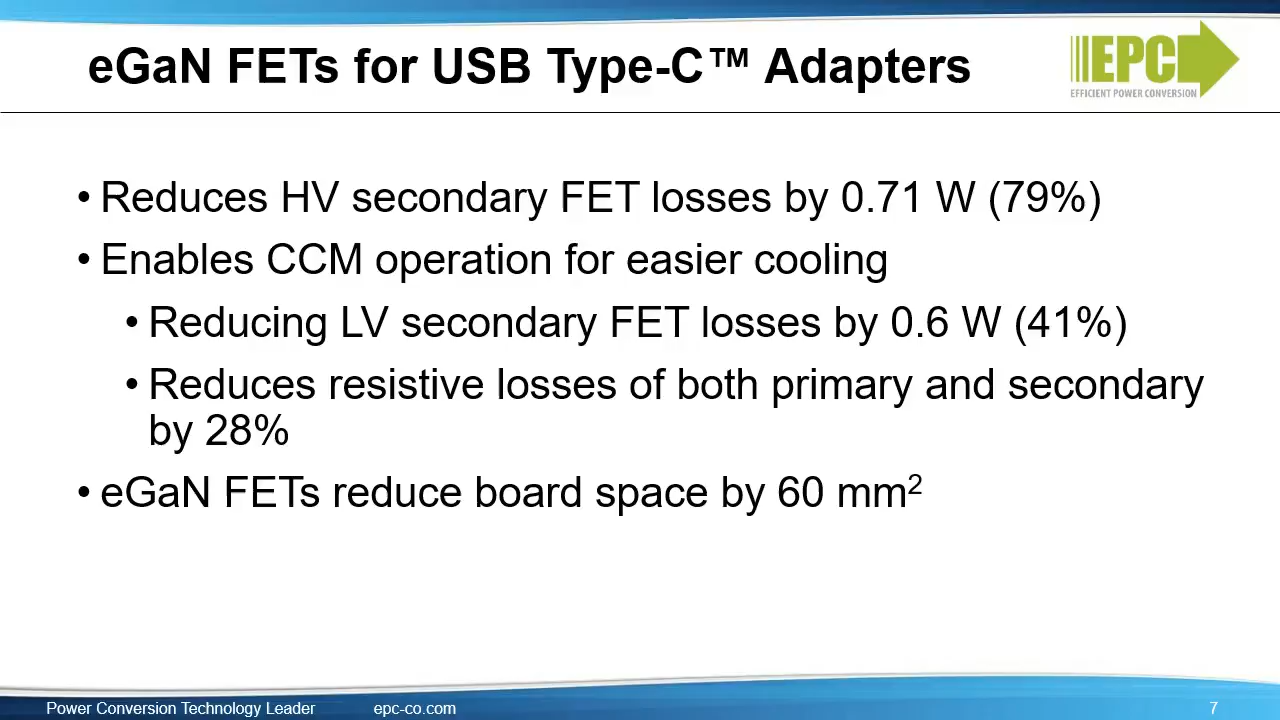 eGaN FETs for USB Type-C™ Adapters
EPC
EFFICIENT POWER CONVERSION
• Reduces HV secondary FET losses by 0.71 W (79%)
• Enables CCM operation for easier cooling
• Reducing LV secondary FET losses by 0.6 W (41%)
• Reduces resistive losses of both primary and secondary
by 28%
• eGaN FETs reduce board space by 60 mm²
Power Conversion Technology Leader epc-co.com 7